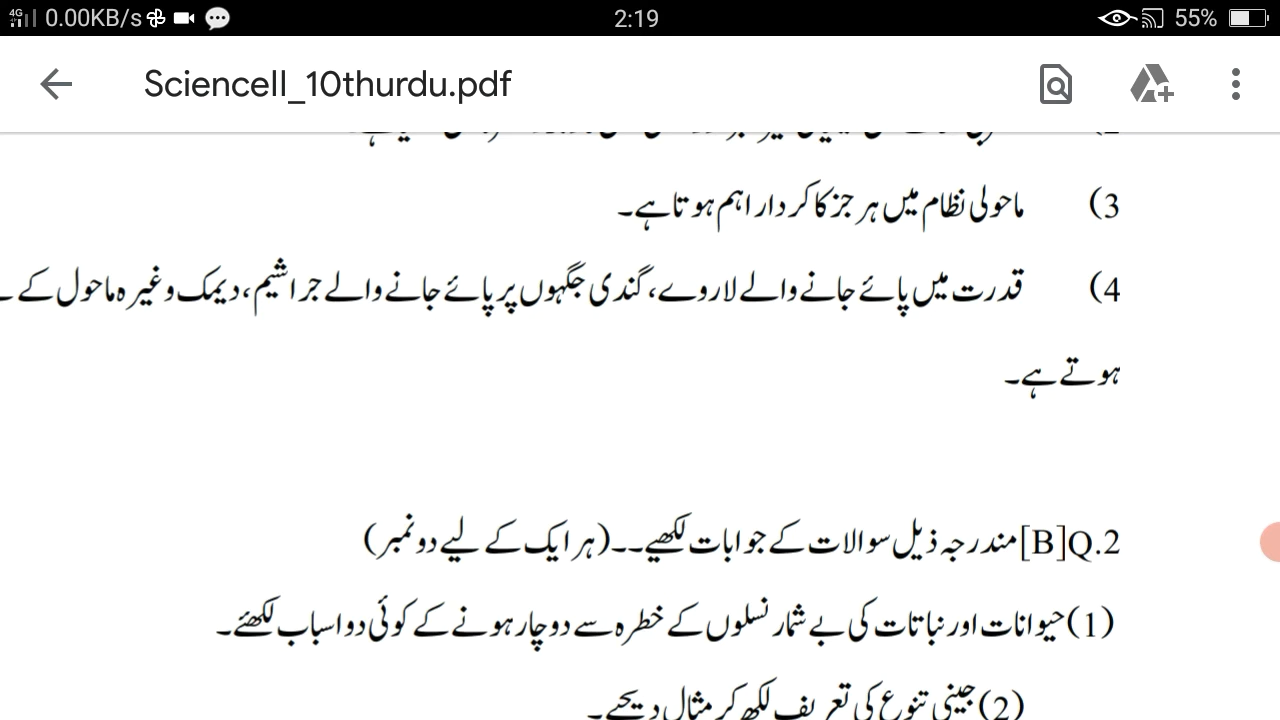 4G 0.00KB/s 2:19 55%
ScienceII_10thurdu.pdf
3) ماحولی نظام میں ہر جز کا کردار اہم ہوتا ہے۔
4) قدرت میں پائے جانے والے لاروے، گندی جگہوں پر پائے جانے والے جراشیم، دیمک وغیرہ ماحول کے
ہوتے ہے۔
Q.2[B] مندرجہ ذیل سوالات کے جوابات لکھیے۔۔(ہر ایک کے لیے دو نمبر)
(1) حیوانات اور نباتات کی بے شمار نسلوں کے خطرہ سے دوچار ہونے کے کوئی دو اسباب لکھئے۔
(2) جینی تنوع کی تعریف لکھ کر مثال دیجیے۔